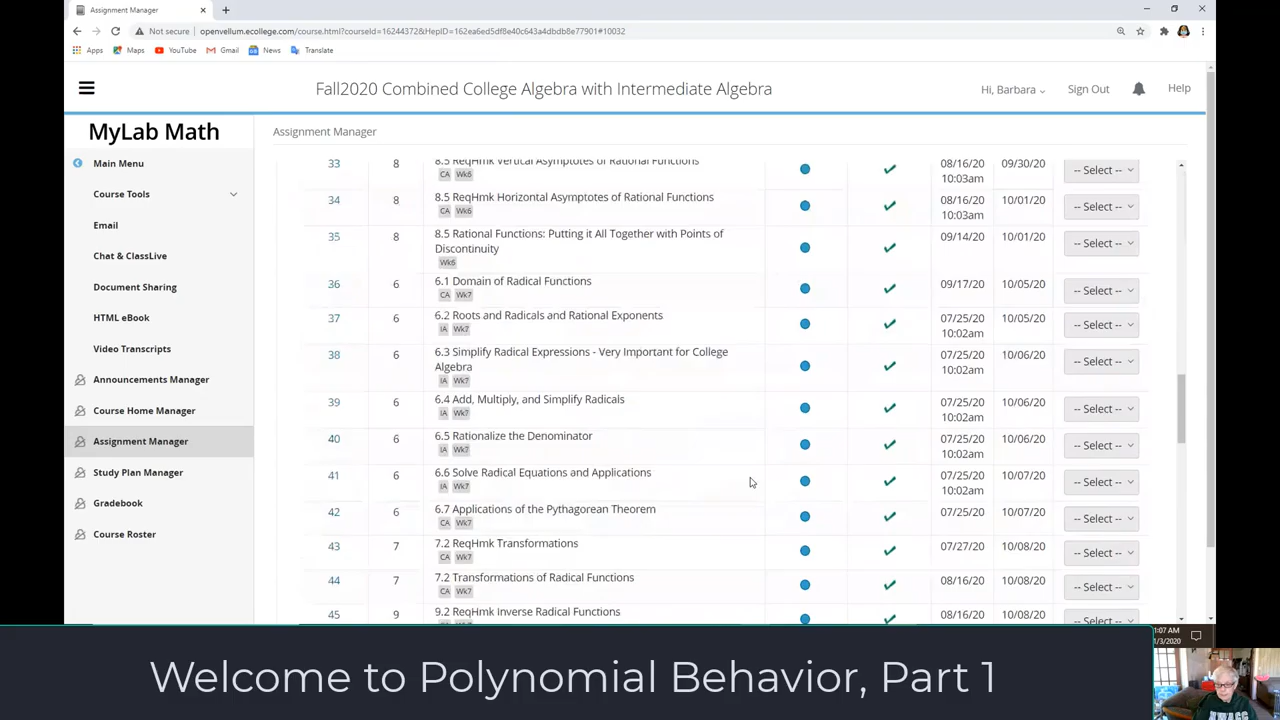 Assignment Manager
Not secure
openvellum.ecollege.com/course.html?courseId=16244372&HepID=162ea6ed5df8e40c643a4dbdb8e77901#10032
Apps Maps YouTube Gmail News Translate
Fall2020 Combined College Algebra with Intermediate Algebra
Hi, Barbara
Sign Out
Help
MyLab Math
Main Menu
Course Tools
Email
Chat & ClassLive
Document Sharing
HTML eBook
Video Transcripts
Announcements Manager
Course Home Manager
Assignment Manager
Study Plan Manager
Gradebook
Course Roster
Assignment Manager
33 8 8.5 ReqHmk Vertical Asymptotes of Rational Functions 08/16/20 09/30/20 -- Select --
CA Wk6 10:03am
34 8 8.5 ReqHmk Horizontal Asymptotes of Rational Functions 08/16/20 10/01/20 -- Select --
CA Wk6 10:03am
35 8 8.5 Rational Functions: Putting it All Together with Points of 09/14/20 10/01/20 -- Select --
Discontinuity
Wk6
36 6 6.1 Domain of Radical Functions 09/17/20 10/05/20 -- Select --
CA Wk7
37 6 6.2 Roots and Radicals and Rational Exponents 07/25/20 10/05/20 -- Select --
IA Wk7 10:02am
38 6 6.3 Simplify Radical Expressions - Very Important for College 07/25/20 10/06/20 -- Select --
Algebra 10:02am
IA Wk7
39 6 6.4 Add, Multiply, and Simplify Radicals 07/25/20 10/06/20 -- Select --
IA Wk7 10:02am
40 6 6.5 Rationalize the Denominator 07/25/20 10/06/20 -- Select --
IA Wk7 10:02am
41 6 6.6 Solve Radical Equations and Applications 07/25/20 10/07/20 -- Select --
IA Wk7 10:02am
42 6 6.7 Applications of the Pythagorean Theorem 07/25/20 10/07/20 -- Select --
CA Wk7
43 7 7.2 ReqHmk Transformations 07/27/20 10/08/20 -- Select --
CA Wk7
44 7 7.2 Transformations of Radical Functions 08/16/20 10/08/20 -- Select --
CA Wk7
45 9 9.2 ReqHmk Inverse Radical Functions 08/16/20 10/08/20 -- Select --
:07 AM
/3/2020
Welcome to Polynomial Behavior, Part 1